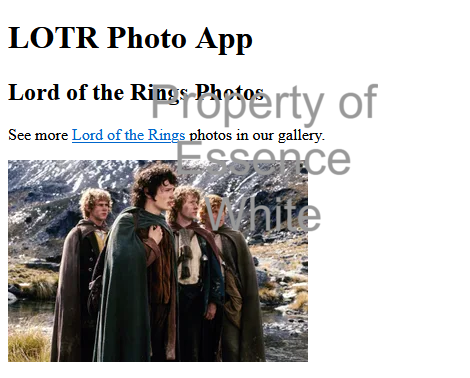 LOTR Photo App
Lord of the Rings Photos
See more Lord of the Rings photos in our gallery.
Property of
Essence
White